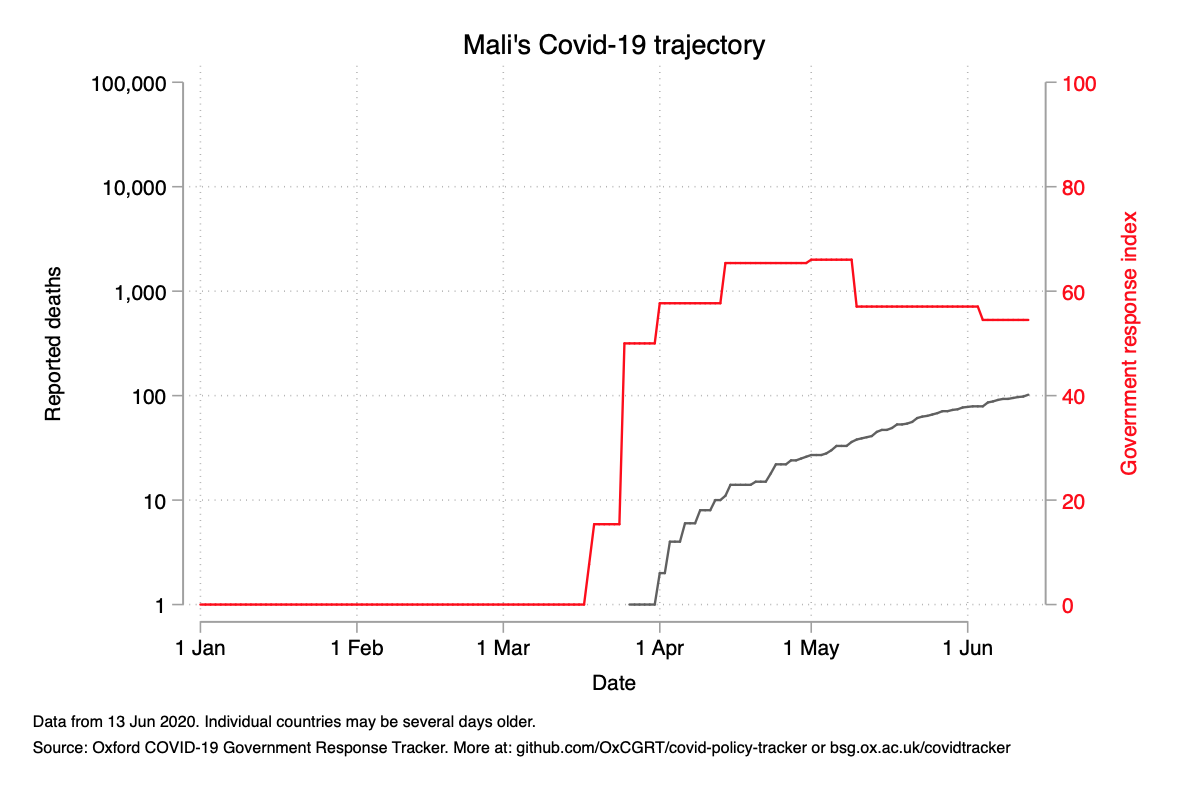 Mali's Covid-19 trajectory
100,000
10,000
1,000
100
10
1
Reported deaths
100
80
60
40
20
0
Government response index
1 Jan 1 Feb 1 Mar 1 Apr 1 May 1 Jun
Date
Data from 13 Jun 2020. Individual countries may be several days older.
Source: Oxford COVID-19 Government Response Tracker. More at: github.com/OxCGRT/covid-policy-tracker or bsg.ox.ac.uk/covidtracker